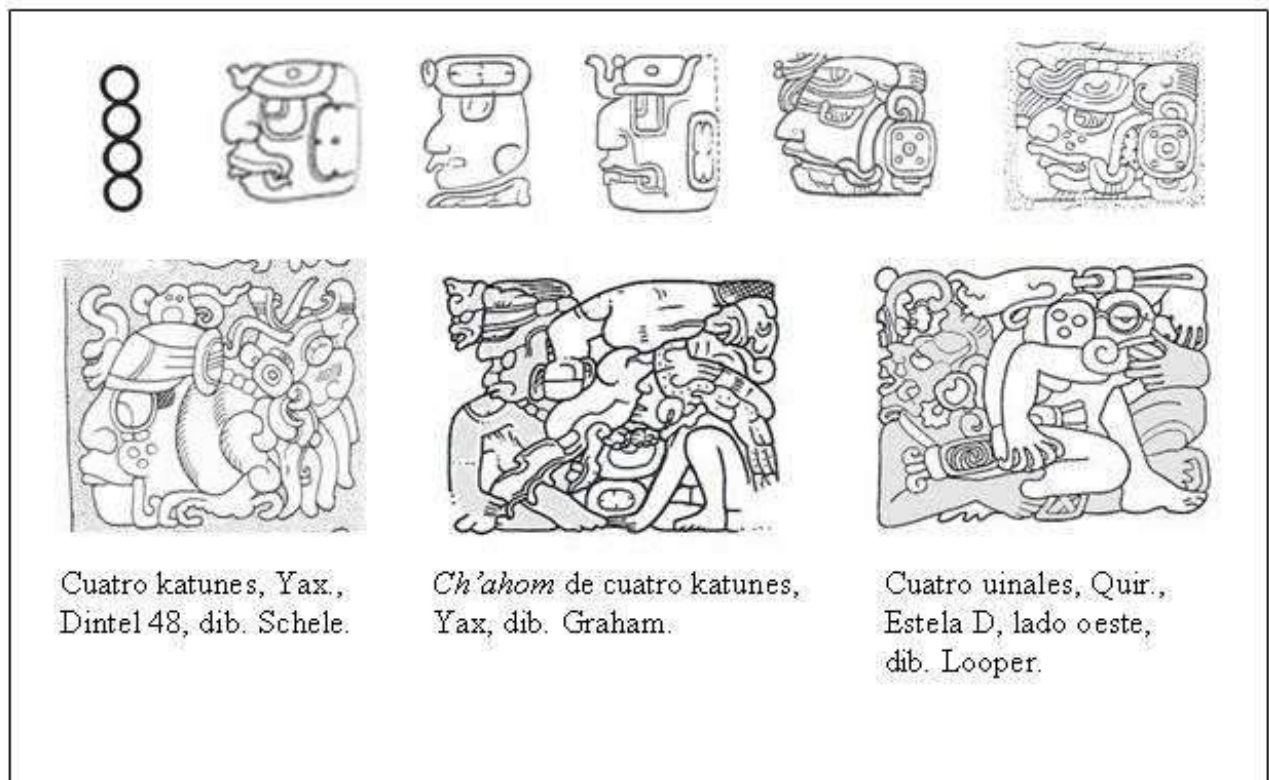 Cuatro katunes, Yax.,
Dintel 48, dib. Schele.
Ch'ahom de cuatro katunes,
Yax, dib. Graham.
Cuatro uinales, Quir.,
Estela D, lado oeste,
dib. Looper.